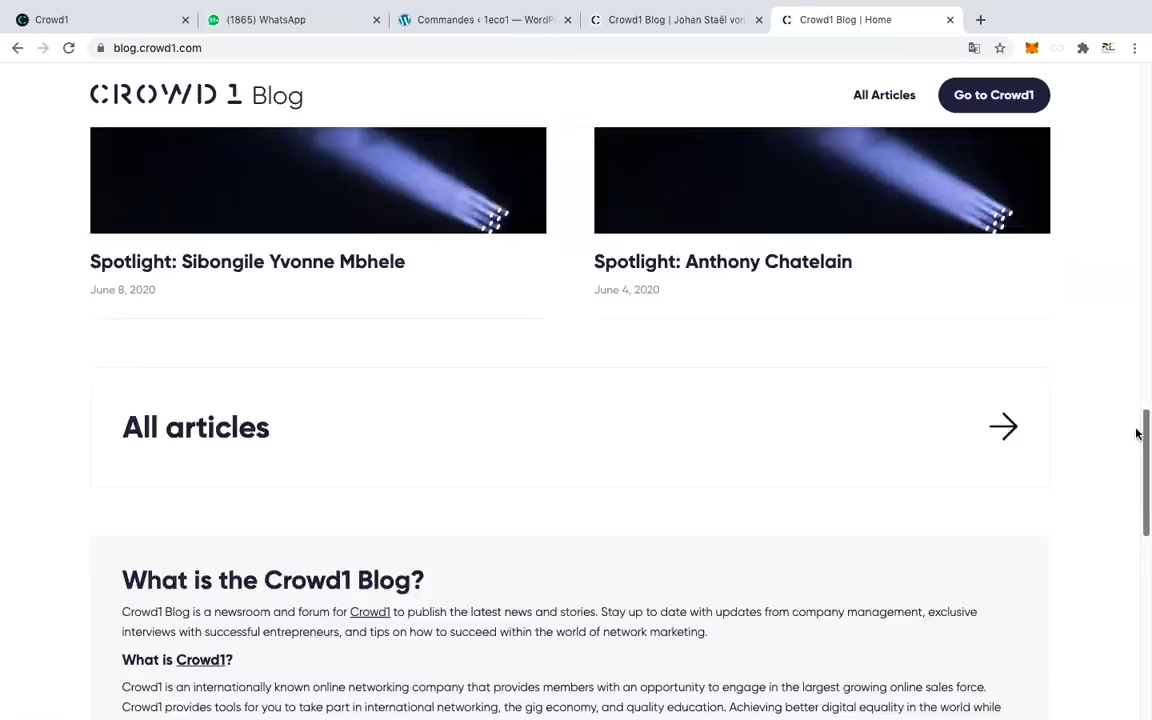 Crowd1
(1865) WhatsApp
Commandes ‹ 1eco1 — WordPr
Crowd1 Blog | Johan Staël von
Crowd1 Blog | Home
blog.crowd1.com
CROWD 1 Blog
All Articles
Go to Crowd1
Spotlight: Sibongile Yvonne Mbhele
June 8, 2020
Spotlight: Anthony Chatelain
June 4, 2020
All articles
What is the Crowd1 Blog?
Crowd1 Blog is a newsroom and forum for Crowd1 to publish the latest news and stories. Stay up to date with updates from company management, exclusive
interviews with successful entrepreneurs, and tips on how to succeed within the world of network marketing.
What is Crowd1?
Crowd1 is an internationally known online networking company that provides members with an opportunity to engage in the largest growing online sales force.
Crowd1 provides tools for you to take part in international networking, the gig economy, and quality education. Achieving better digital equality in the world while